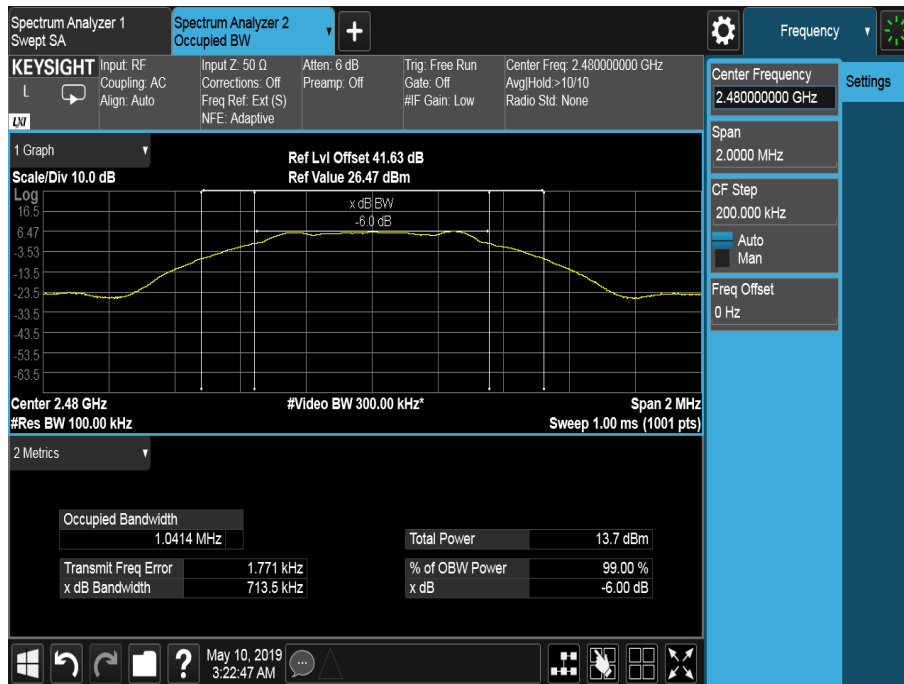 Spectrum Analyzer 1
Swept SA
Spectrum Analyzer 2
Occupied BW
Frequency
KEYSIGHT
L
LXI
Input: RF
Coupling: AC
Align: Auto
Input Z: 50 Ω
Corrections: Off
Freq Ref: Ext (S)
NFE: Adaptive
Atten: 6 dB
Preamp: Off
Trig: Free Run
Gate: Off
#IF Gain: Low
Center Freq: 2.480000000 GHz
Avg|Hold:>10/10
Radio Std: None
Center Frequency
2.480000000 GHz
Settings
Span
2.0000 MHz
CF Step
200.000 kHz
Auto
Man
Freq Offset
0 Hz
1 Graph
Scale/Div 10.0 dB
Ref Lvl Offset 41.63 dB
Ref Value 26.47 dBm
Log
x dB BW
-6.0 dB
16.5
6.47
-3.53
-13.5
-23.5
-33.5
-43.5
-53.5
-63.5
Center 2.48 GHz
#Video BW 300.00 kHz*
Span 2 MHz
#Res BW 100.00 kHz
Sweep 1.00 ms (1001 pts)
2 Metrics
Occupied Bandwidth
1.0414 MHz
Total Power 13.7 dBm
Transmit Freq Error 1.771 kHz
% of OBW Power 99.00 %
x dB Bandwidth 713.5 kHz
x dB -6.00 dB
?
May 10, 2019
3:22:47 AM